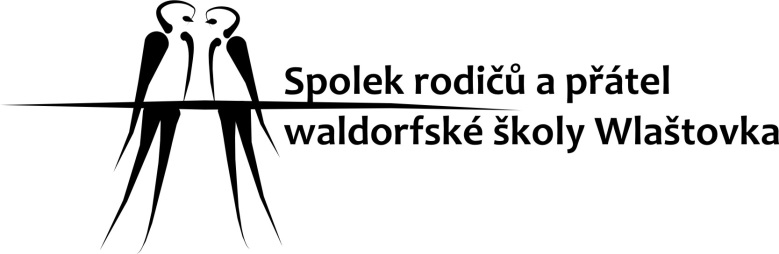 Spolek rodičů a přátel
waldorfské školy Wlaštovka